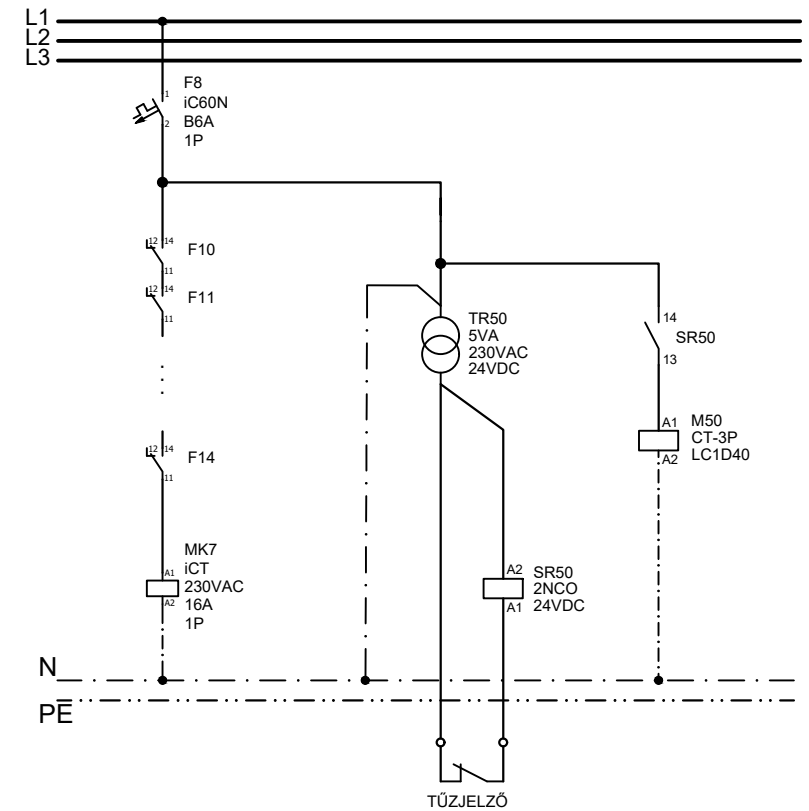 L1
L2
L3
1
2
F8
iC60N
B6A
1P
12 14
11
F10
12 14
11
F11
TR50
5VA
230VAC
24VDC
14
13
SR50
A1
A2
M50
CT-3P
LC1D40
12 14
11
F14
A1
A2
MK7
iCT
230VAC
16A
1P
A2
A1
SR50
2NCO
24VDC
N
PE
TŰZJELZŐ